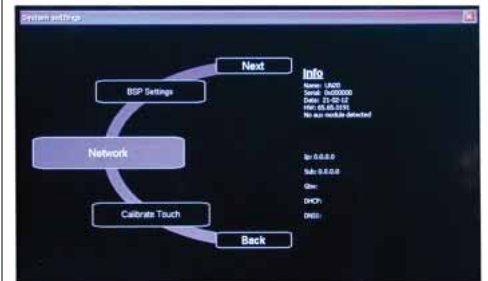 System settings
Next
BSP Settings
Network
Calibrate Touch
Back
Info
Name: UN20
Serial: 0x000000
Date: 21-02-12
HW: 65.65.0191
No aux module detected
Ip: 0.0.0.0
Sub: 0.0.0.0
Gtw:
DHCP:
DNS1: